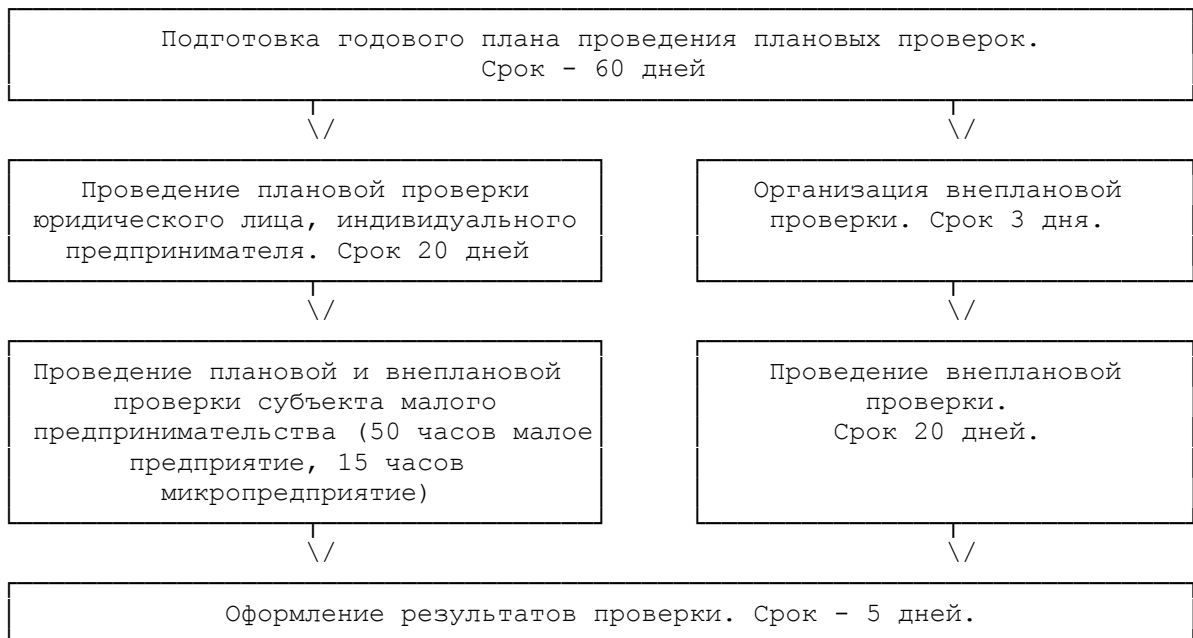 Подготовка годового плана проведения плановых проверок.
Срок - 60 дней
\/
\/
Проведение плановой проверки
юридического лица, индивидуального
предпринимателя. Срок 20 дней
Организация внеплановой
проверки. Срок 3 дня.
\/
\/
Проведение плановой и внеплановой
проверки субъекта малого
предпринимательства (50 часов малое
предприятие, 15 часов
микропредприятие)
Проведение внеплановой
проверки.
Срок 20 дней.
\/
\/
Оформление результатов проверки. Срок - 5 дней.